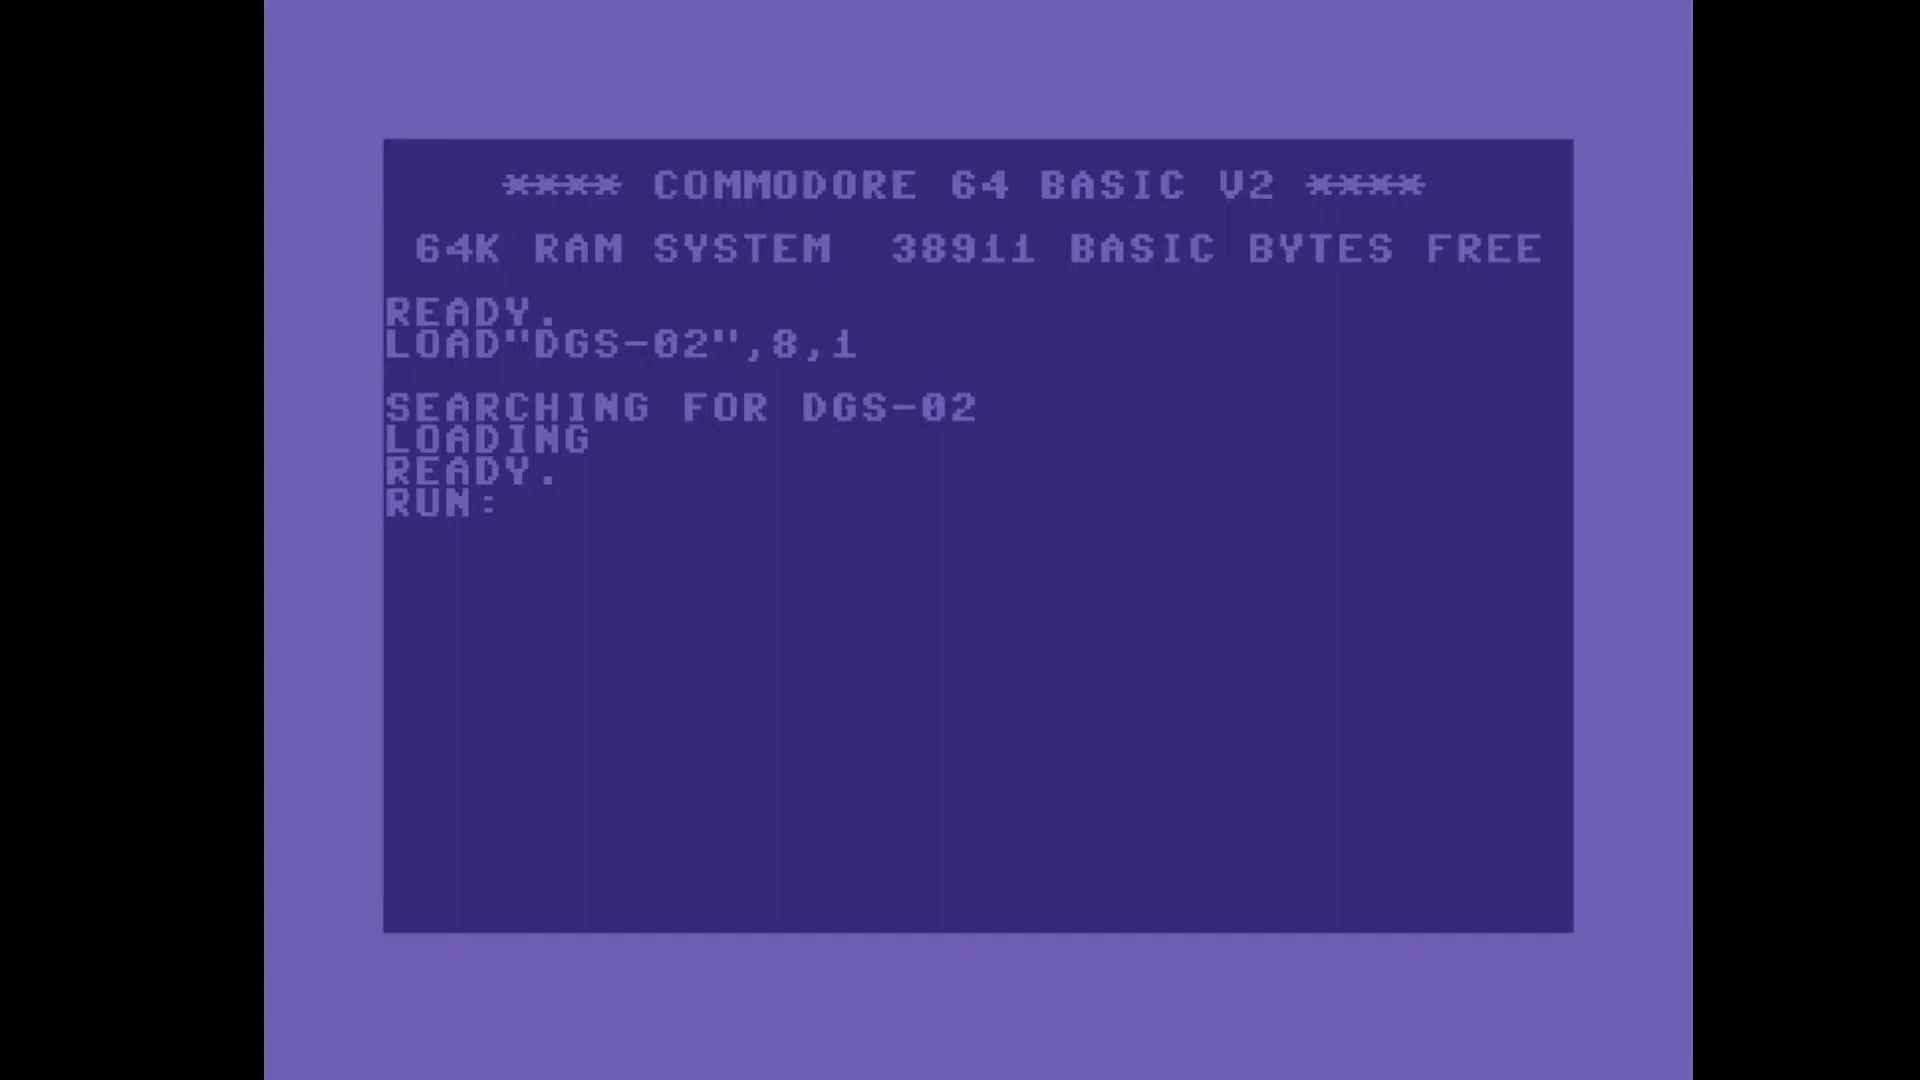 **** COMMODORE 64 BASIC V2 ****
64K RAM SYSTEM  38911 BASIC BYTES FREE
READY.
LOAD"DGS-02",8,1
SEARCHING FOR DGS-02
LOADING
READY.
RUN: